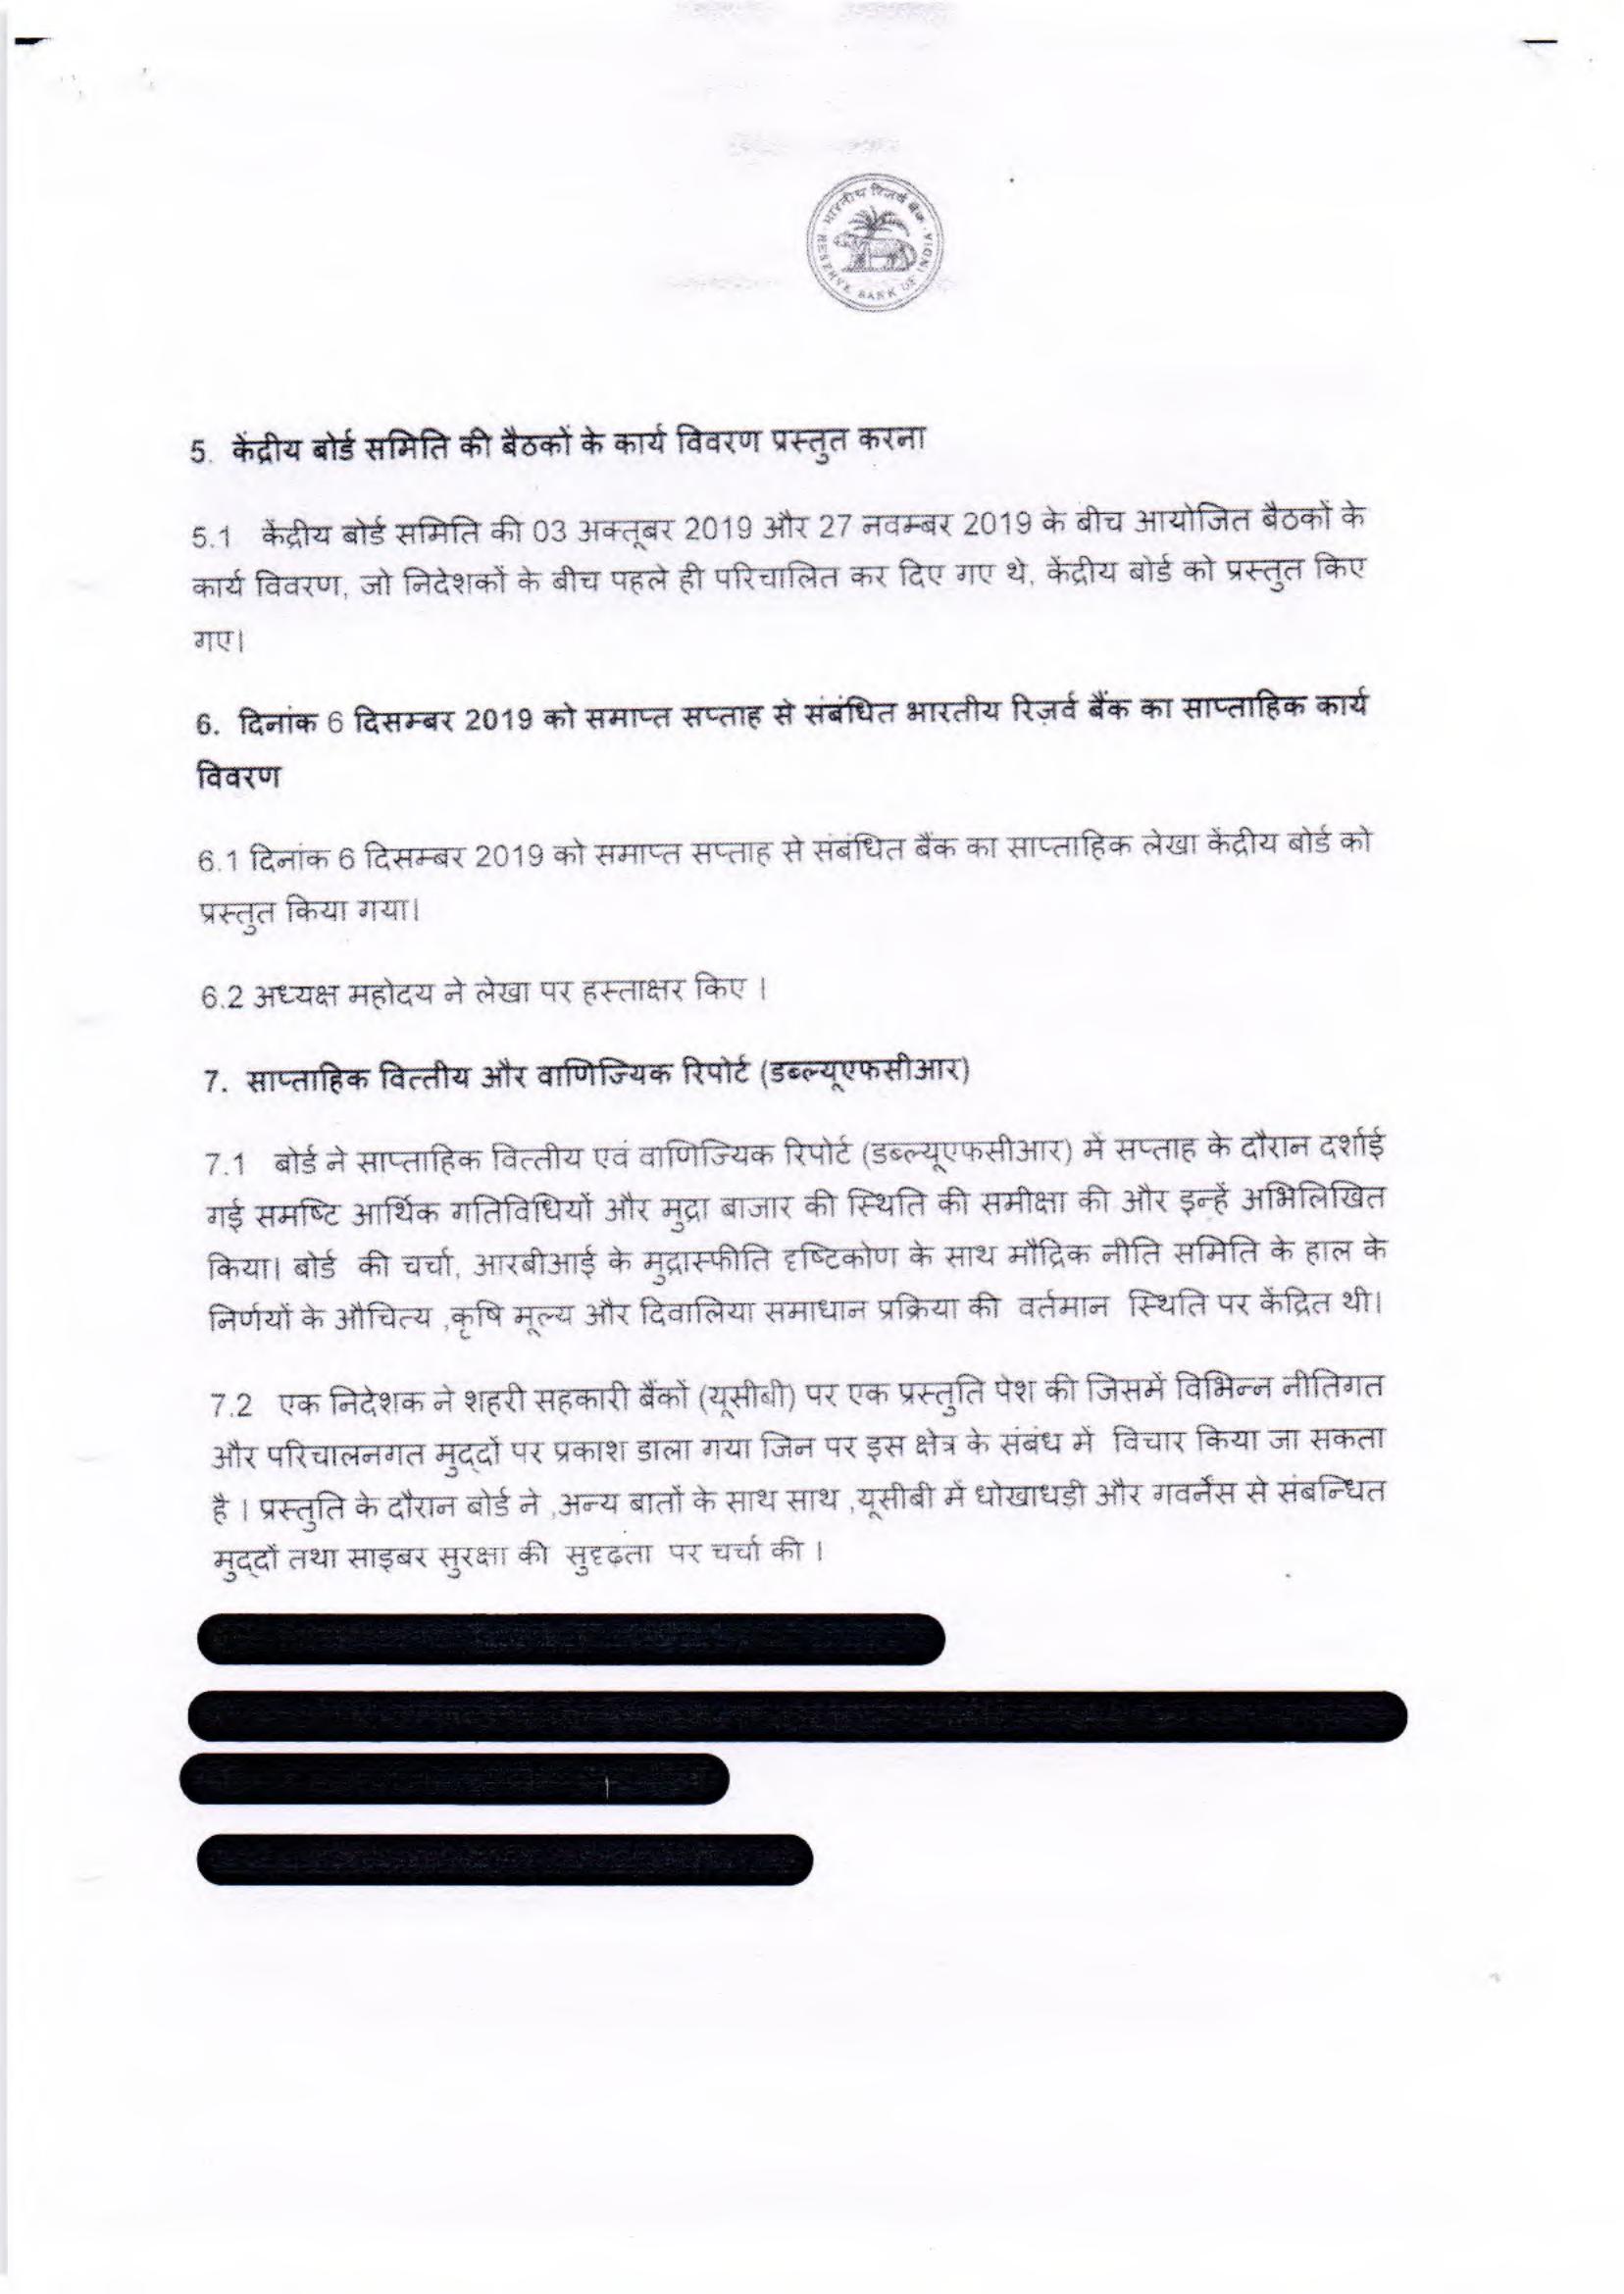 भारतीय रिज़र्व बैंक
RESERVE BANK OF INDIA
5. केंद्रीय बोर्ड समिति की बैठकों के कार्य विवरण प्रस्तुत करना
5.1 केंद्रीय बोर्ड समिति की 03 अक्तूबर 2019 और 27 नवम्बर 2019 के बीच आयोजित बैठकों के
कार्य विवरण, जो निदेशकों के बीच पहले ही परिचालित कर दिए गए थे, केंद्रीय बोर्ड को प्रस्तुत किए
गए।
6. दिनांक 6 दिसम्बर 2019 को समाप्त सप्ताह से संबंधित भारतीय रिज़र्व बैंक का साप्ताहिक कार्य
विवरण
6.1 दिनांक 6 दिसम्बर 2019 को समाप्त सप्ताह से संबंधित बैंक का साप्ताहिक लेखा केंद्रीय बोर्ड को
प्रस्तुत किया गया।
6.2 अध्यक्ष महोदय ने लेखा पर हस्ताक्षर किए ।
7. साप्ताहिक वित्तीय और वाणिज्यिक रिपोर्ट (डब्ल्यूएफसीआर)
7.1 बोर्ड ने साप्ताहिक वित्तीय एवं वाणिज्यिक रिपोर्ट (डब्ल्यूएफसीआर) में सप्ताह के दौरान दर्शाई
गई समष्टि आर्थिक गतिविधियों और मुद्रा बाजार की स्थिति की समीक्षा की और इन्हें अभिलिखित
किया। बोर्ड की चर्चा, आरबीआई के मुद्रास्फीति दृष्टिकोण के साथ मौद्रिक नीति समिति के हाल के
निर्णयों के औचित्य ,कृषि मूल्य और दिवालिया समाधान प्रक्रिया की वर्तमान स्थिति पर केंद्रित थी।
7.2 एक निदेशक ने शहरी सहकारी बैंकों (यूसीबी) पर एक प्रस्तुति पेश की जिसमें विभिन्न नीतिगत
और परिचालनगत मुद्दों पर प्रकाश डाला गया जिन पर इस क्षेत्र के संबंध में विचार किया जा सकता
है । प्रस्तुति के दौरान बोर्ड ने ,अन्य बातों के साथ साथ ,यूसीबी में धोखाधड़ी और गवर्नेंस से संबन्धित
मुद्दों तथा साइबर सुरक्षा की सुदृढ़ता पर चर्चा की ।